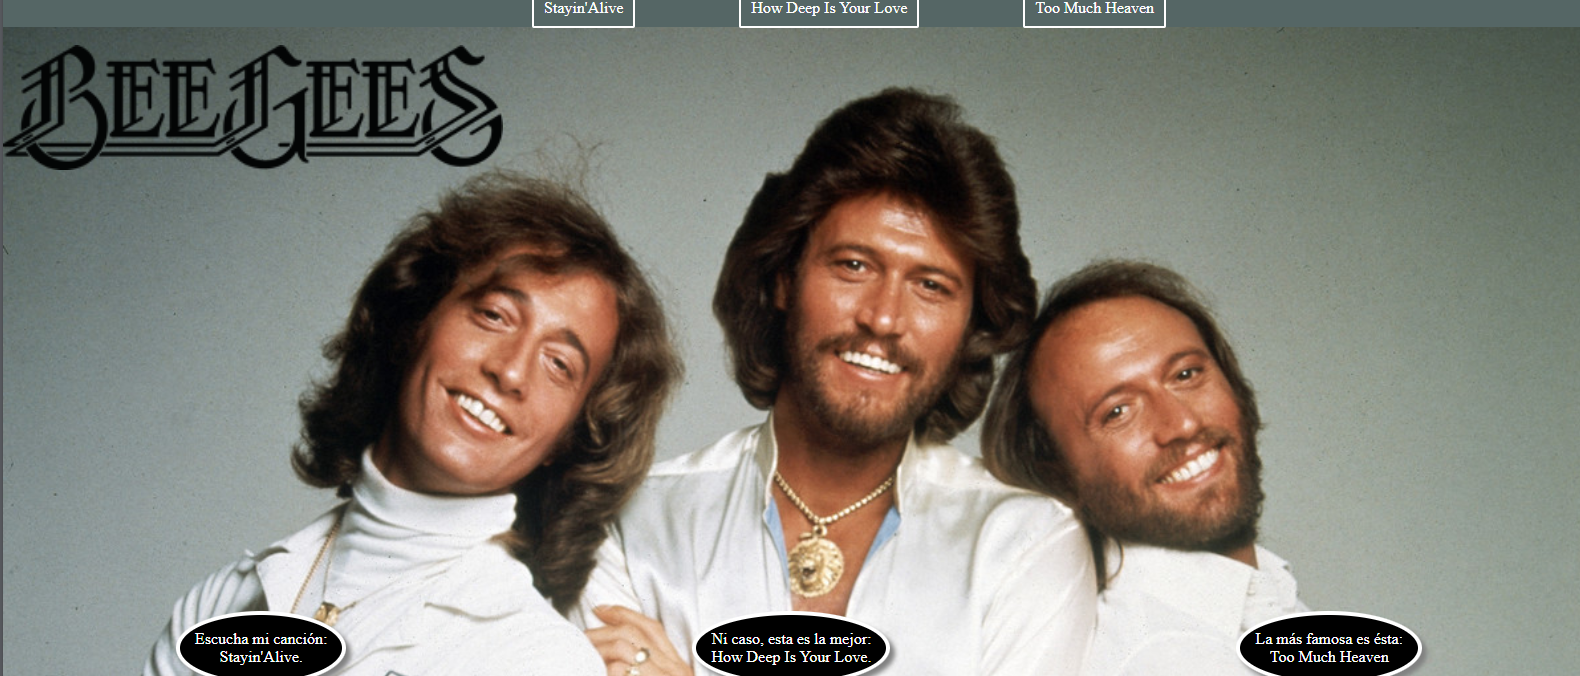 Stayin'Alive
How Deep Is Your Love
Too Much Heaven
BEE GEES
Escucha mi canción:
Stayin'Alive.
Ni caso, esta es la mejor:
How Deep Is Your Love.
La más famosa es ésta:
Too Much Heaven